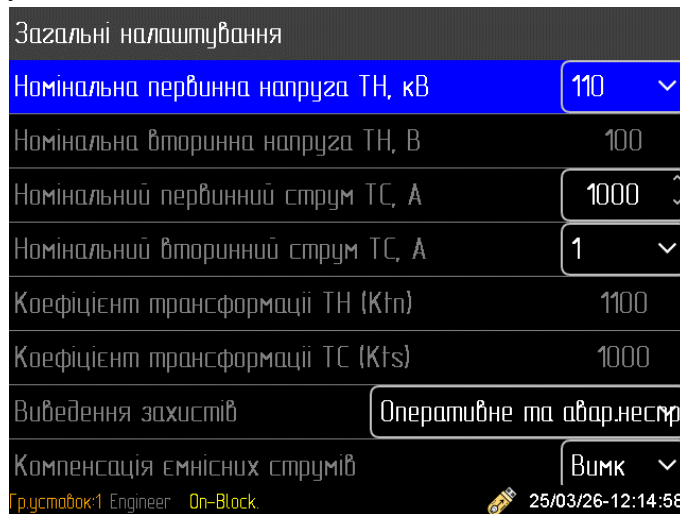 Загальні налаштування
Номінальна первинна напруга ТН, кВ 110
Номінальна вторинна напруга ТН, В 100
Номінальний первинний струм ТС, А 1000
Номінальний вторинний струм ТС, А 1
Коефіцієнт трансформації ТН (Ktn) 1100
Коефіцієнт трансформації ТС (Kts) 1000
Виведення захистів Оперативне та авар.неспр
Компенсація ємнісних струмів Вимк
Гр.уставок:1 Engineer On-Block. 25/03/26-12:14:58